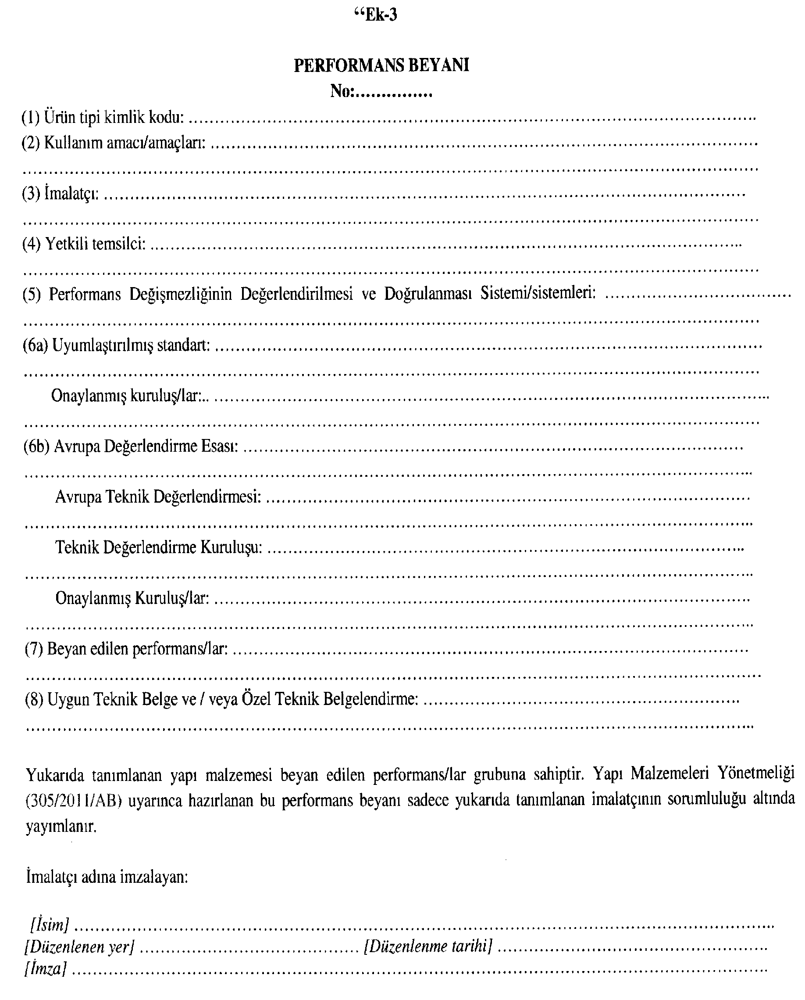 “Ek-3
PERFORMANS BEYANI
No:...............
(1) Ürün tipi kimlik kodu: ..............................................................................................................
(2) Kullanım amacı/amaçları: ..........................................................................................................
..............................................................................................................................................
(3) İmalatçı: ............................................................................................................................
..............................................................................................................................................
(4) Yetkili temsilci: ...................................................................................................................
..............................................................................................................................................
(5) Performans Değişmezliğinin Değerlendirilmesi ve Doğrulanması Sistemi/sistemleri: ....................................
..............................................................................................................................................
(6a) Uyumlaştırılmış standart: ..........................................................................................................
..............................................................................................................................................
Onaylanmış kuruluş/lar:.. ...........................................................................................................
..............................................................................................................................................
(6b) Avrupa Değerlendirme Esası: .................................................................................................
..............................................................................................................................................
Avrupa Teknik Değerlendirmesi: ..............................................................................................
..............................................................................................................................................
Teknik Değerlendirme Kuruluşu: .............................................................................................
..............................................................................................................................................
Onaylanmış Kuruluş/lar: ........................................................................................................
..............................................................................................................................................
(7) Beyan edilen performans/lar: ....................................................................................................
..............................................................................................................................................
(8) Uygun Teknik Belge ve / veya Özel Teknik Belgelendirme: .............................................................
..............................................................................................................................................
Yukarıda tanımlanan yapı malzemesi beyan edilen performans/lar grubuna sahiptir. Yapı Malzemeleri Yönetmeliği
(305/2011/AB) uyarınca hazırlanan bu performans beyanı sadece yukarıda tanımlanan imalatçının sorumluluğu altında
yayımlanır.
İmalatçı adına imzalayan:
[İsim] .......................................................................................................................................
[Düzenlenen yer] .......................................... [Düzenlenme tarihi] ....................................................
[İmza] .......................................................................................................................................